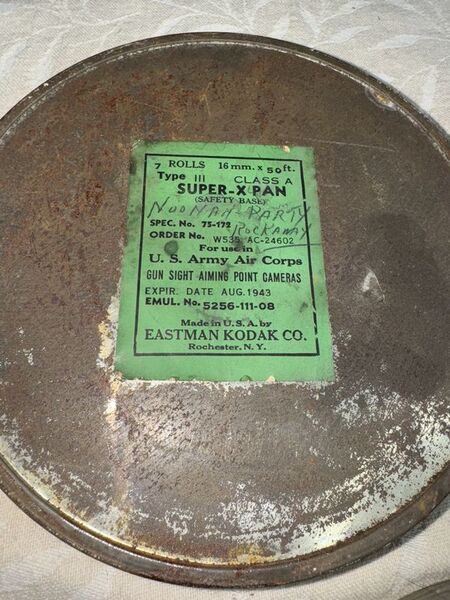 7 ROLLS 16 mm. x 50 ft.
Type III CLASS A
SUPER-X PAN
(SAFETY BASE)
NOONAN PARTY
SPEC. No. 75-172 ROCKAWAY
ORDER No. W535 AC-24602
For use in
U. S. Army Air Corps
GUN SIGHT AIMING POINT CAMERAS
EXPIR. DATE AUG. 1943
EMUL. No. 5256-111-08
Made in U.S.A. by
EASTMAN KODAK CO.
Rochester, N. Y.